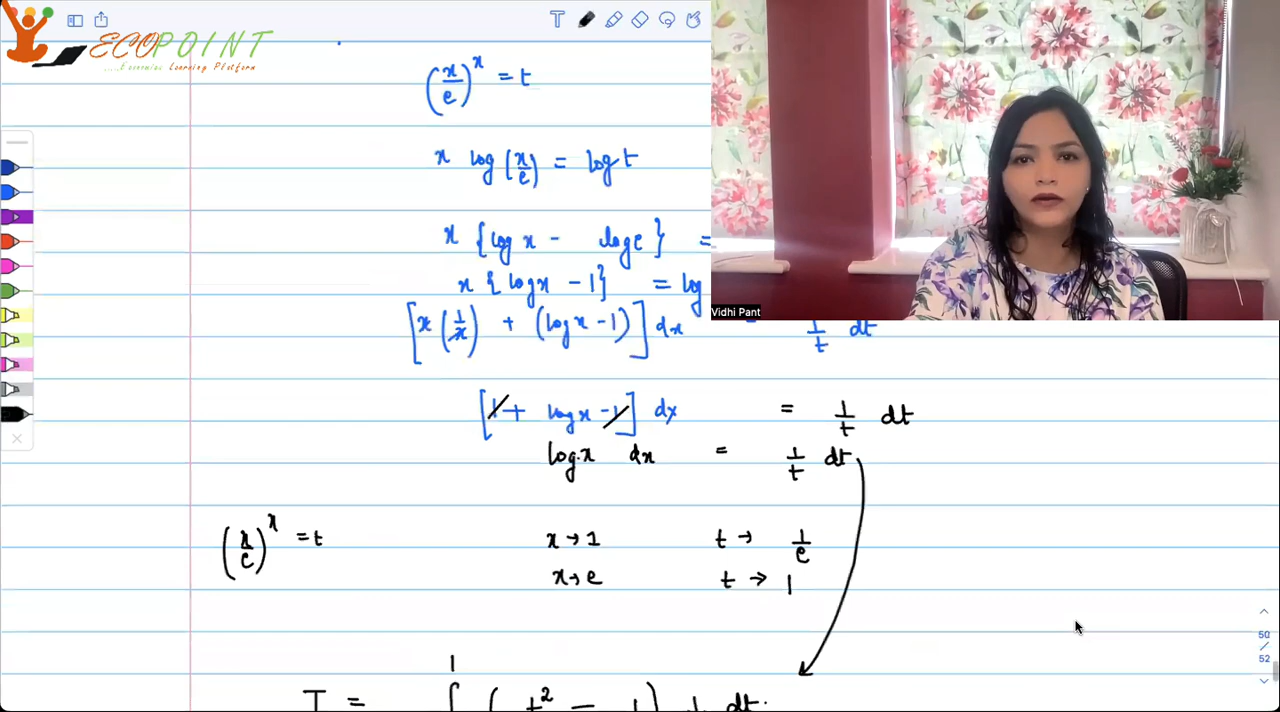 ECOPOINT
.....Economics Learning Platform
(x/e)^x = t
x log(x/e) = log t
x {log x - log e} =
x {log x - 1} = log
[x(1/x) + (log x - 1)] dx = 1/t dt
[1 + log x - 1] dx = 1/t dt
log x dx = 1/t dt
(x/e)^x = t x → 1 t → 1/e
x → e t → 1
1
I = ∫ ( t² - 1 ) 1 dt.
Vidhi Pant
50
/
52